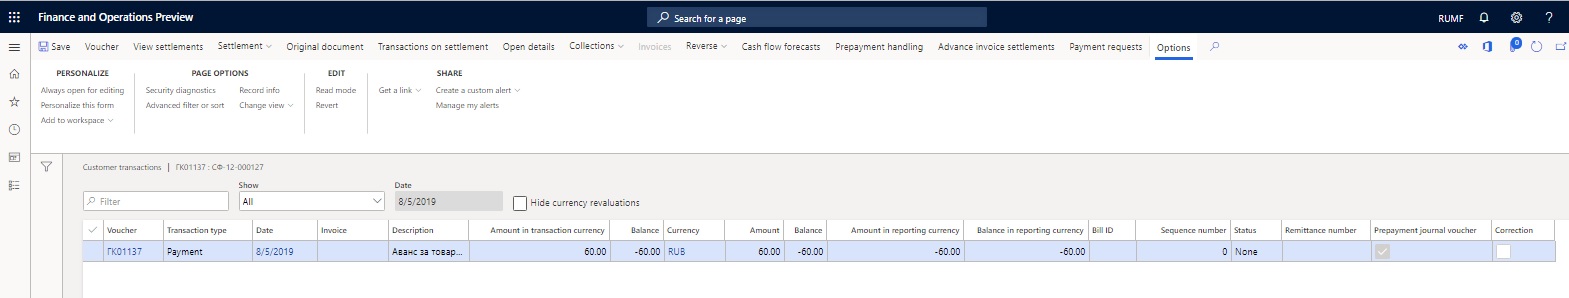 Finance and Operations Preview
Search for a page
RUMF
Save Voucher View settlements Settlement Original document Transactions on settlement Open details Collections Invoices Reverse Cash flow forecasts Prepayment handling Advance invoice settlements Payment requests Options
0
PERSONALIZE PAGE OPTIONS EDIT SHARE
Always open for editing Security diagnostics Record info Read mode Get a link Create a custom alert
Personalize this form Advanced filter or sort Change view Revert Manage my alerts
Add to workspace
Customer transactions | ГК01137 : СФ-12-000127
Show Date
Filter All 8/5/2019 Hide currency revaluations
Voucher Transaction type Date Invoice Description Amount in transaction currency Balance Currency Amount Balance Amount in reporting currency Balance in reporting currency Bill ID Sequence number Status Remittance number Prepayment journal voucher Correction
ГК01137 Payment 8/5/2019 Аванс за товар... 60.00 -60.00 RUB 60.00 -60.00 -60.00 -60.00 0 None